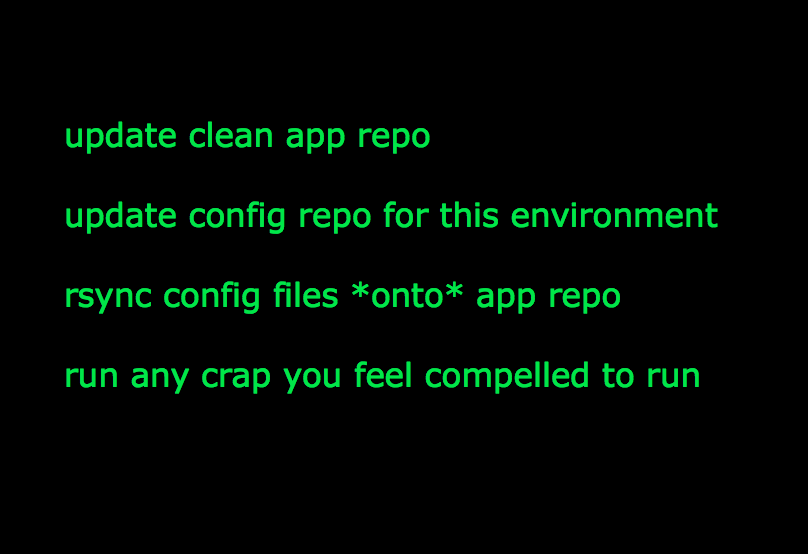 update clean app repo
update config repo for this environment
rsync config files *onto* app repo
run any crap you feel compelled to run